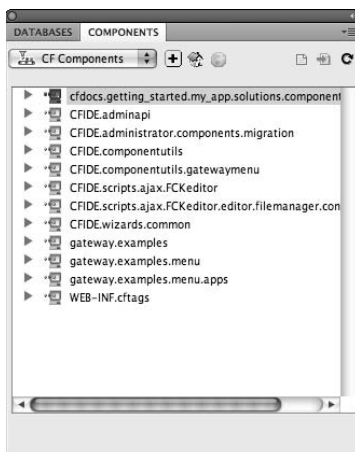 DATABASES COMPONENTS
CF Components
cfdocs.getting_started.my_app.solutions.component
CFIDE.adminapi
CFIDE.administrator.components.migration
CFIDE.componentutils
CFIDE.componentutils.gatewaymenu
CFIDE.scripts.ajax.FCKeditor
CFIDE.scripts.ajax.FCKeditor.editor.filemanager.con
CFIDE.wizards.common
gateway.examples
gateway.examples.menu
gateway.examples.menu.apps
WEB-INF.cftags